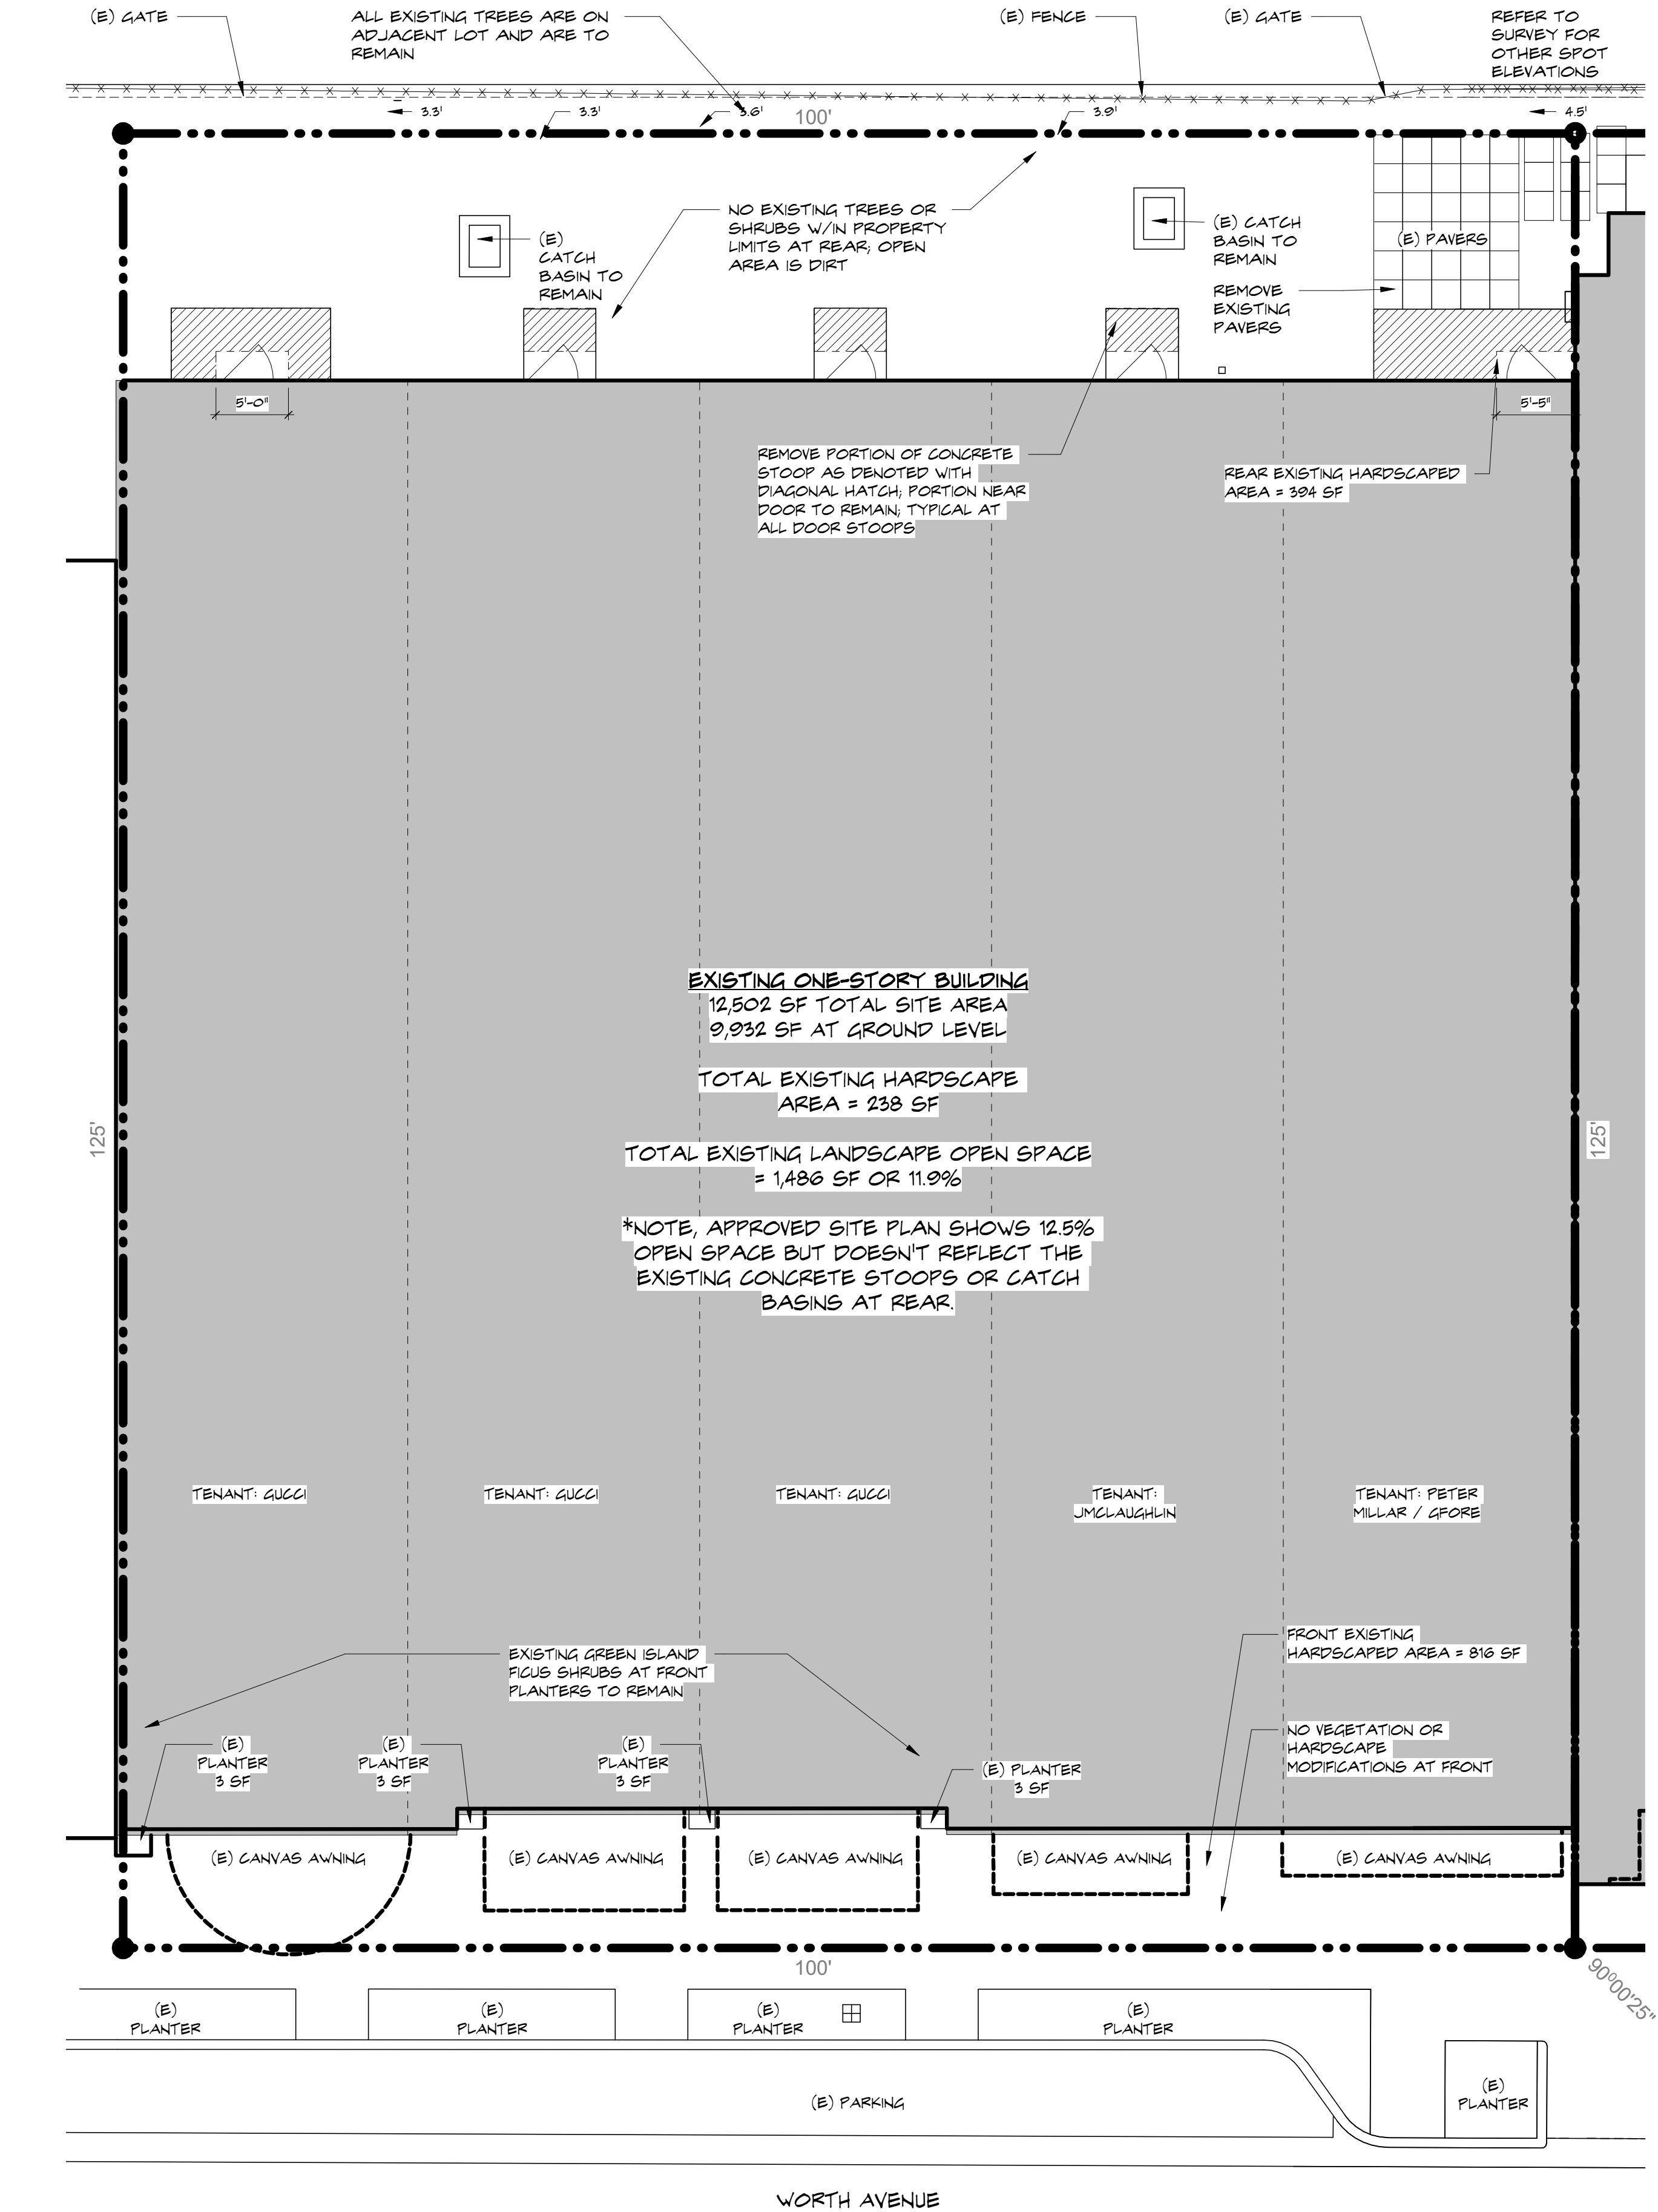 (E) GATE
ALL EXISTING TREES ARE ON
ADJACENT LOT AND ARE TO
REMAIN
(E) FENCE
(E) GATE
REFER TO
SURVEY FOR
OTHER SPOT
ELEVATIONS
3.3'
3.3'
3.6'
100'
3.9'
4.5'
(E)
CATCH
BASIN TO
REMAIN
NO EXISTING TREES OR
SHRUBS W/IN PROPERTY
LIMITS AT REAR; OPEN
AREA IS DIRT
(E) CATCH
BASIN TO
REMAIN
(E) PAVERS
REMOVE
EXISTING
PAVERS
5'-0"
5'-5"
REMOVE PORTION OF CONCRETE
STOOP AS DENOTED WITH
DIAGONAL HATCH; PORTION NEAR
DOOR TO REMAIN; TYPICAL AT
ALL DOOR STOOPS
REAR EXISTING HARDSCAPED
AREA = 394 SF
EXISTING ONE-STORY BUILDING
12,502 SF TOTAL SITE AREA
9,932 SF AT GROUND LEVEL
TOTAL EXISTING HARDSCAPE
AREA = 238 SF
TOTAL EXISTING LANDSCAPE OPEN SPACE
= 1,486 SF OR 11.9%
*NOTE, APPROVED SITE PLAN SHOWS 12.5%
OPEN SPACE BUT DOESN'T REFLECT THE
EXISTING CONCRETE STOOPS OR CATCH
BASINS AT REAR.
125'
125'
TENANT: GUCCI
TENANT: GUCCI
TENANT: GUCCI
TENANT:
JMCLAUGHLIN
TENANT: PETER
MILLAR / GFORE
EXISTING GREEN ISLAND
FICUS SHRUBS AT FRONT
PLANTERS TO REMAIN
FRONT EXISTING
HARDSCAPED AREA = 816 SF
NO VEGETATION OR
HARDSCAPE
MODIFICATIONS AT FRONT
(E)
PLANTER
3 SF
(E)
PLANTER
3 SF
(E)
PLANTER
3 SF
(E) PLANTER
3 SF
(E) CANVAS AWNING
(E) CANVAS AWNING
(E) CANVAS AWNING
(E) CANVAS AWNING
(E) CANVAS AWNING
100'
90°00'25"
(E)
PLANTER
(E)
PLANTER
(E)
PLANTER
(E)
PLANTER
(E)
PLANTER
(E) PARKING
WORTH AVENUE